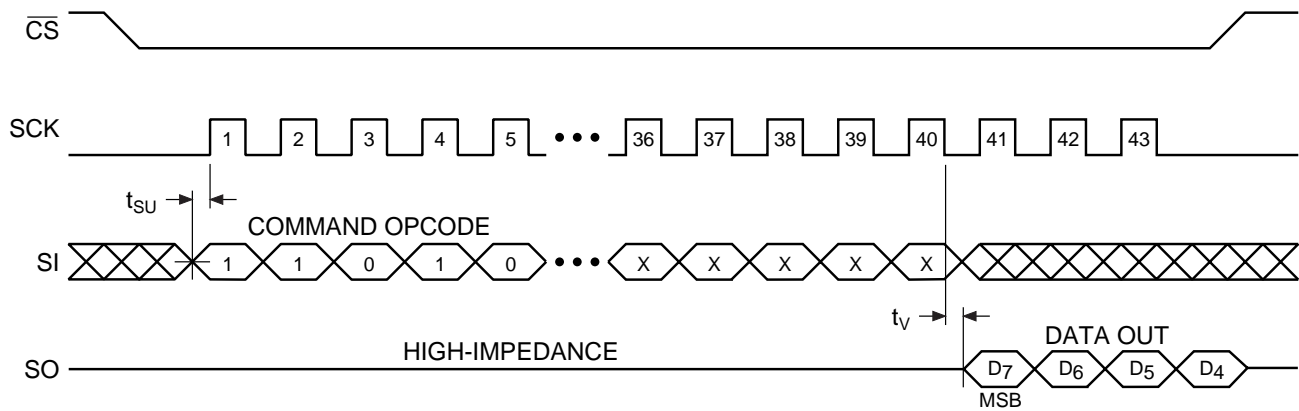 CS
SCK 1 2 3 4 5 ••• 36 37 38 39 40 41 42 43
tSU
COMMAND OPCODE
SI 1 1 0 1 0 ••• X X X X X
tV
HIGH-IMPEDANCE
DATA OUT
SO D7 D6 D5 D4
MSB